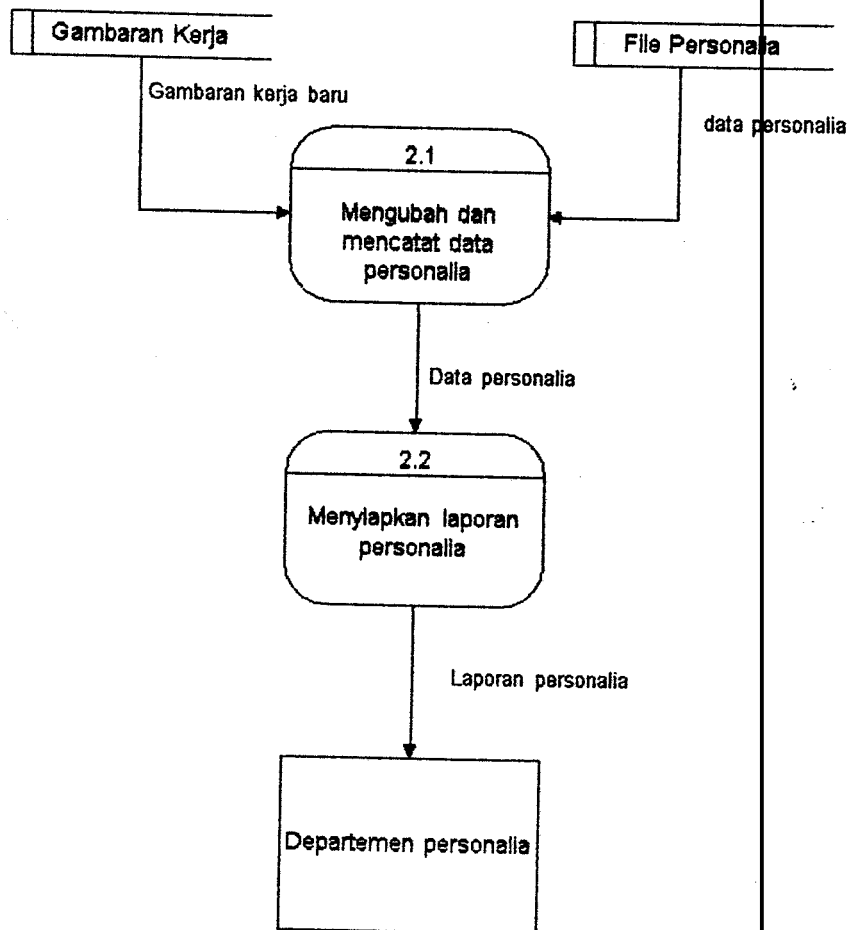 Gambaran Kerja
File Personalia
Gambaran kerja baru
data personalia
2.1
Mengubah dan
mencatat data
personalia
Data personalia
2.2
Menyiapkan laporan
personalia
Laporan personalia
Departemen personalia